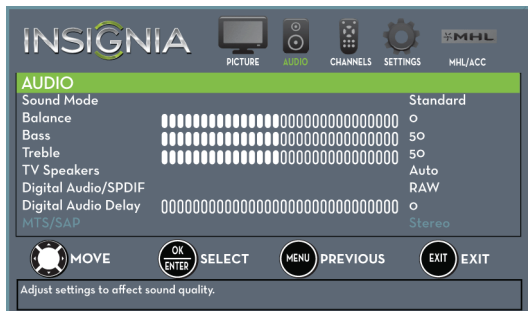 INSIGNIA
PICTURE AUDIO CHANNELS SETTINGS MHL MHL/ACC
AUDIO
Sound Mode Standard
Balance 0
Bass 50
Treble 50
TV Speakers Auto
Digital Audio/SPDIF RAW
Digital Audio Delay 0
MTS/SAP Stereo
MOVE OK ENTER SELECT MENU PREVIOUS EXIT EXIT
Adjust settings to affect sound quality.